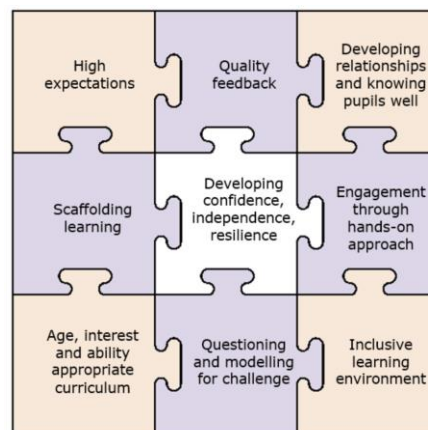 High
expectations
Quality
feedback
Developing
relationships
and knowing
pupils well
Scaffolding
learning
Developing
confidence,
independence,
resilience
Engagement
through
hands-on
approach
Age, interest
and ability
appropriate
curriculum
Questioning
and modelling
for challenge
Inclusive
learning
environment